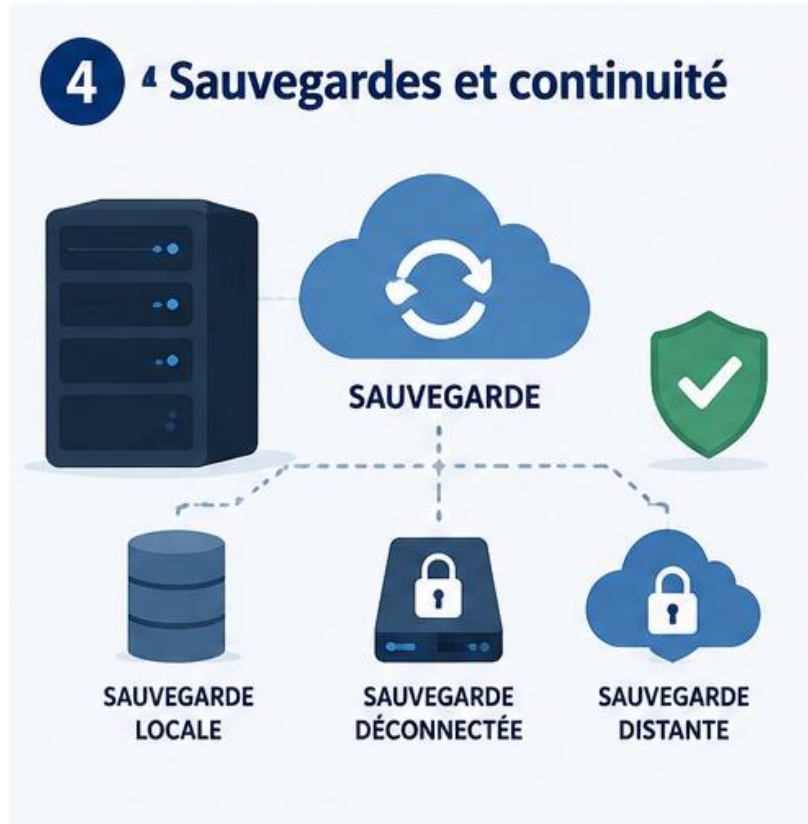 4 4 Sauvegardes et continuité
SAUVEGARDE
SAUVEGARDE
LOCALE
SAUVEGARDE
DÉCONNECTÉE
SAUVEGARDE
DISTANTE